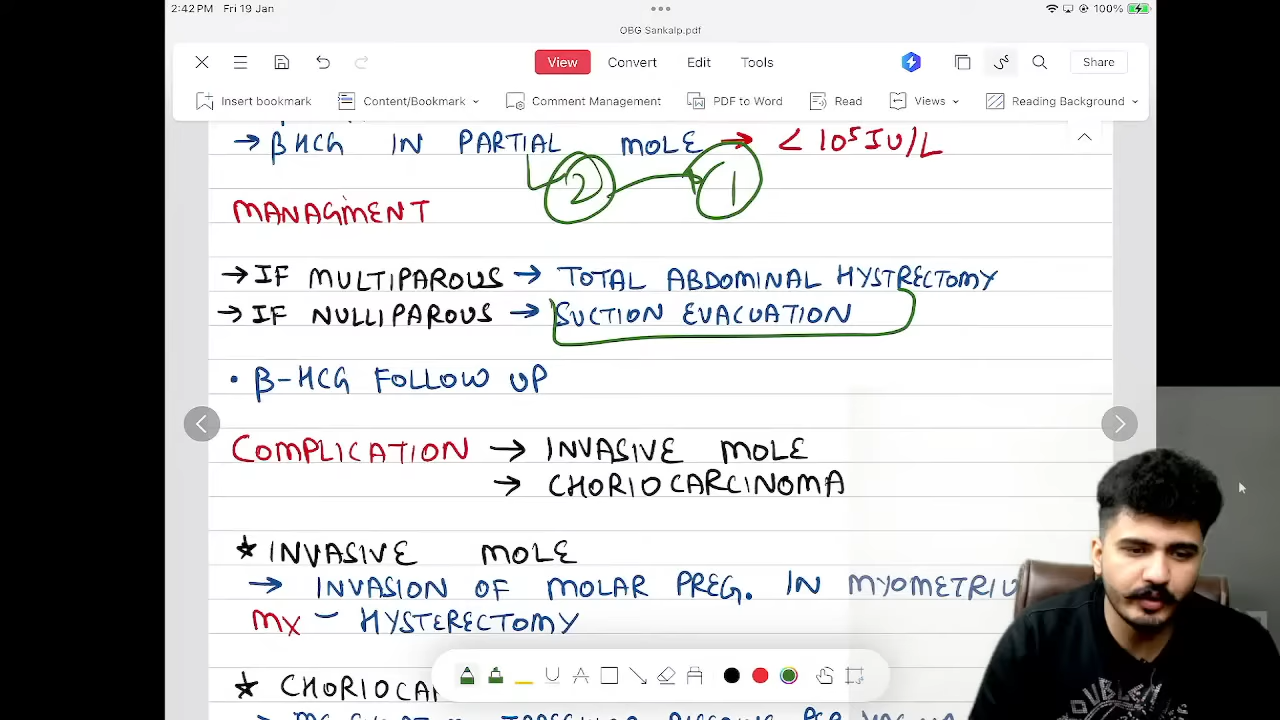 2:42 PM Fri 19 Jan
100%
OBG Sankalp.pdf
View Convert Edit Tools Share
Insert bookmark Content/Bookmark Comment Management PDF to Word Read Views Reading Background
→ βHCG IN PARTIAL MOLE → < 10⁵IU/L
2 1
MANAGMENT
→ IF MULTIPAROUS → TOTAL ABDOMINAL HYSTRECTOMY
→ IF NULLIPAROUS → SUCTION EVACUATION
• β-HCG FOLLOW UP
COMPLICATION → INVASIVE MOLE
→ CHORIOCARCINOMA
★ INVASIVE MOLE
→ INVASION OF MOLAR PREG. IN MYOMETRIU
Mx - HYSTERECTOMY
★ CHORIOCAR